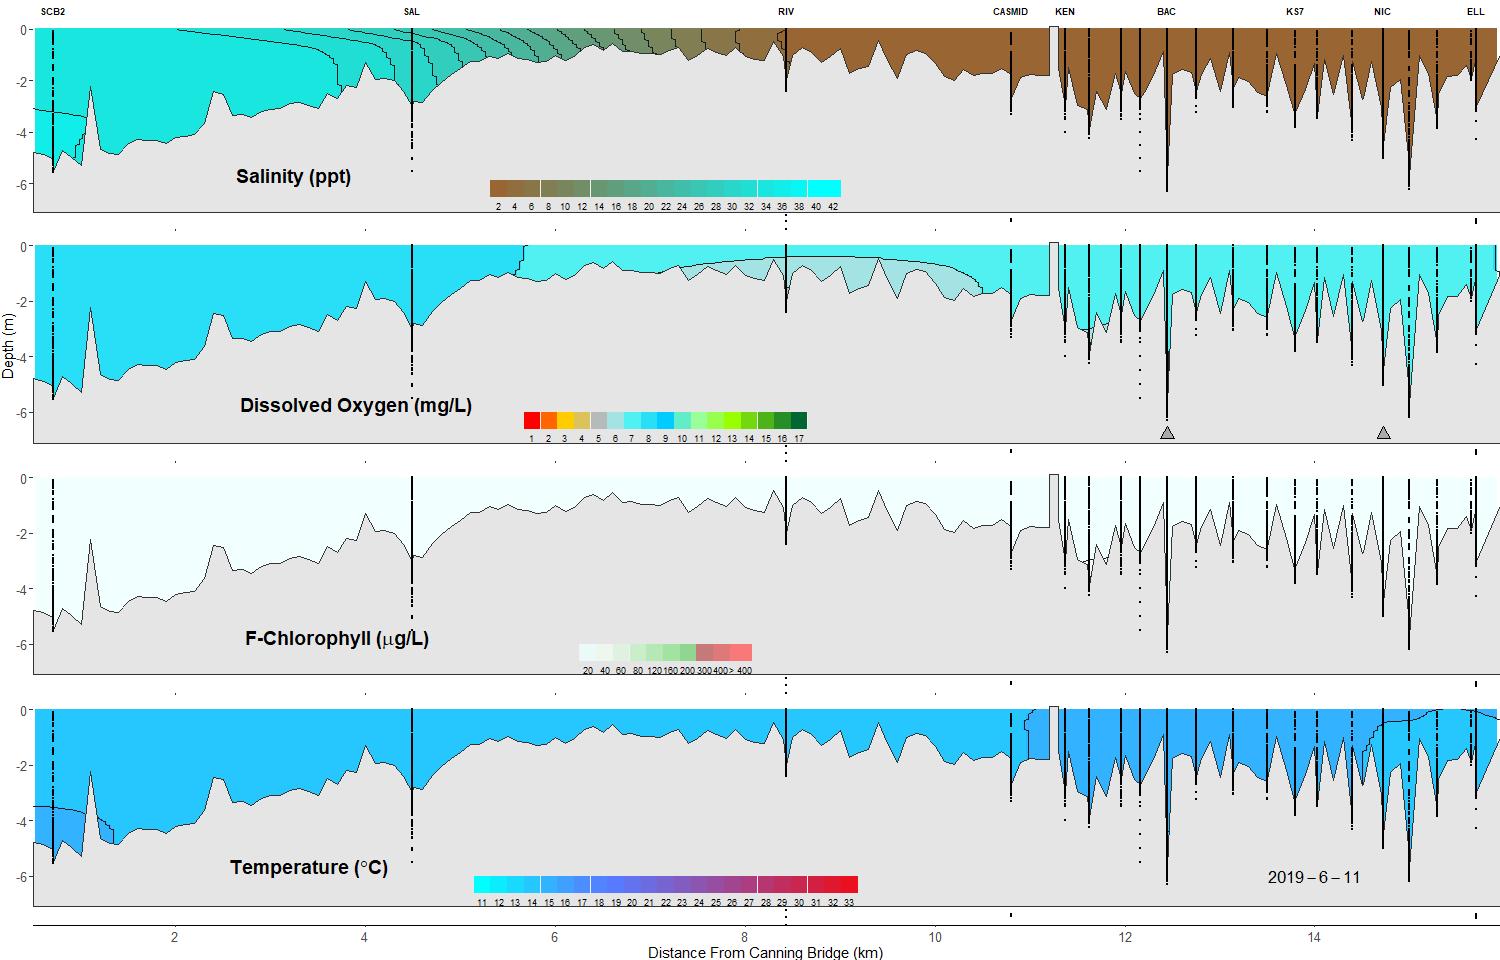 SCB2 SAL RIV CASMID KEN BAC KS7 NIC ELL
0
-2
-4
-6
Salinity (ppt)
2 4 6 8 10 12 14 16 18 20 22 24 26 28 30 32 34 36 38 40 42
0
-2
-4
-6
Dissolved Oxygen (mg/L)
1 2 3 4 5 6 7 8 9 10 11 12 13 14 15 16 17
Depth (m)
0
-2
-4
-6
F-Chlorophyll (μg/L)
20 40 60 80 120 160 200 300 400 > 400
0
-2
-4
-6
Temperature (°C)
2019 – 6 – 11
11 12 13 14 15 16 17 18 19 20 21 22 23 24 25 26 27 28 29 30 31 32 33
2 4 6 8 10 12 14
Distance From Canning Bridge (km)